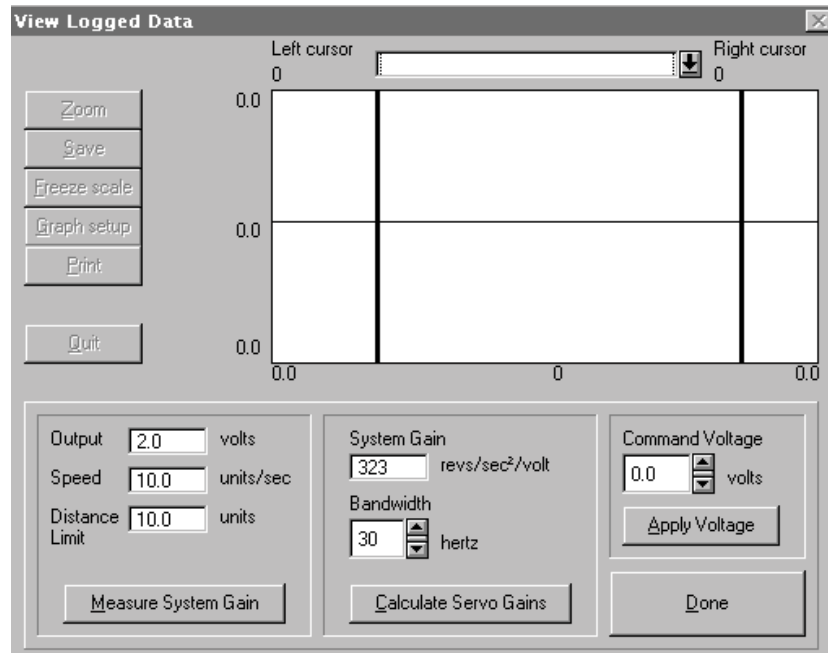 View Logged Data
Left cursor
0
Right cursor
0
Zoom
Save
Freeze scale
Graph setup
Print
Quit
0.0
0.0
0.0
0.0 0 0.0
Output 2.0 volts
Speed 10.0 units/sec
Distance Limit 10.0 units
Measure System Gain
System Gain
323 revs/sec²/volt
Bandwidth
30 hertz
Calculate Servo Gains
Command Voltage
0.0 volts
Apply Voltage
Done